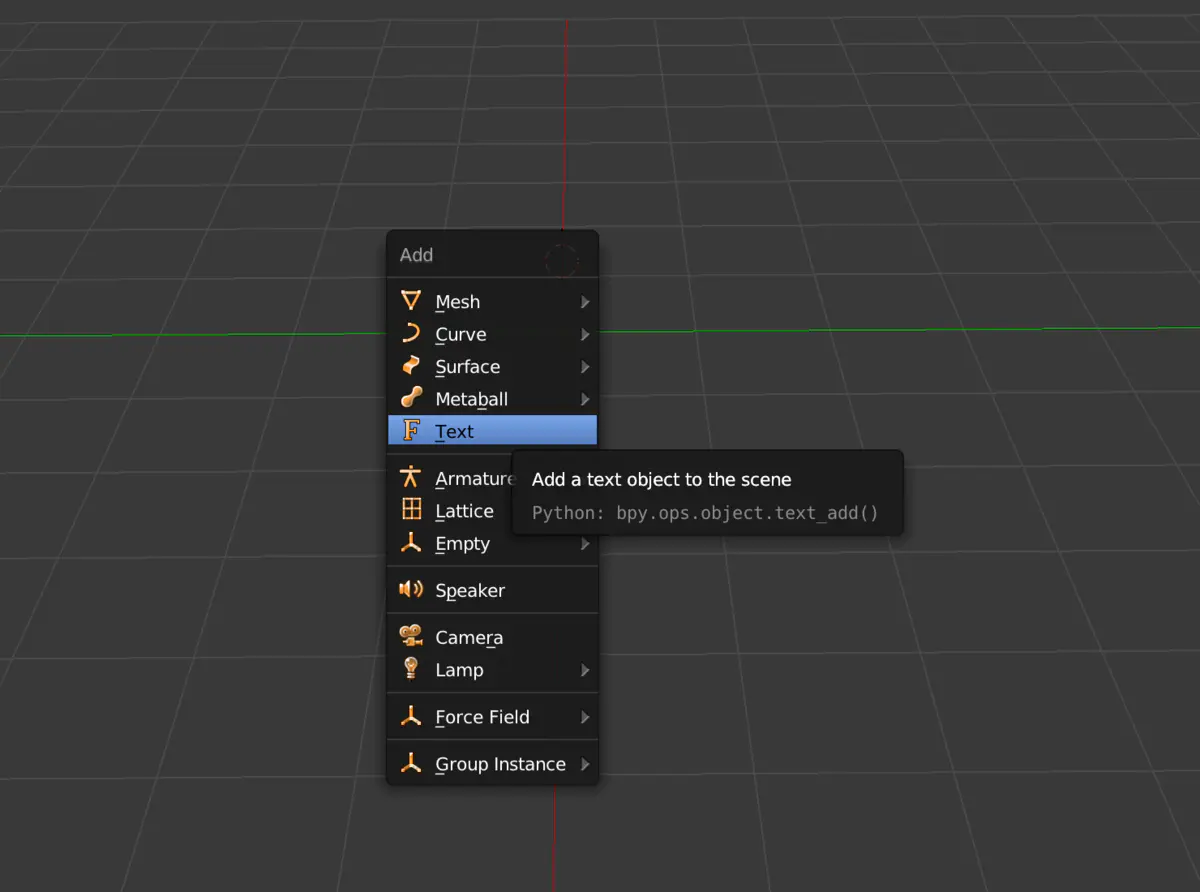 Add
Mesh
Curve
Surface
Metaball
Text
Armature
Lattice
Empty
Add a text object to the scene
Python: bpy.ops.object.text_add()
Speaker
Camera
Lamp
Force Field
Group Instance